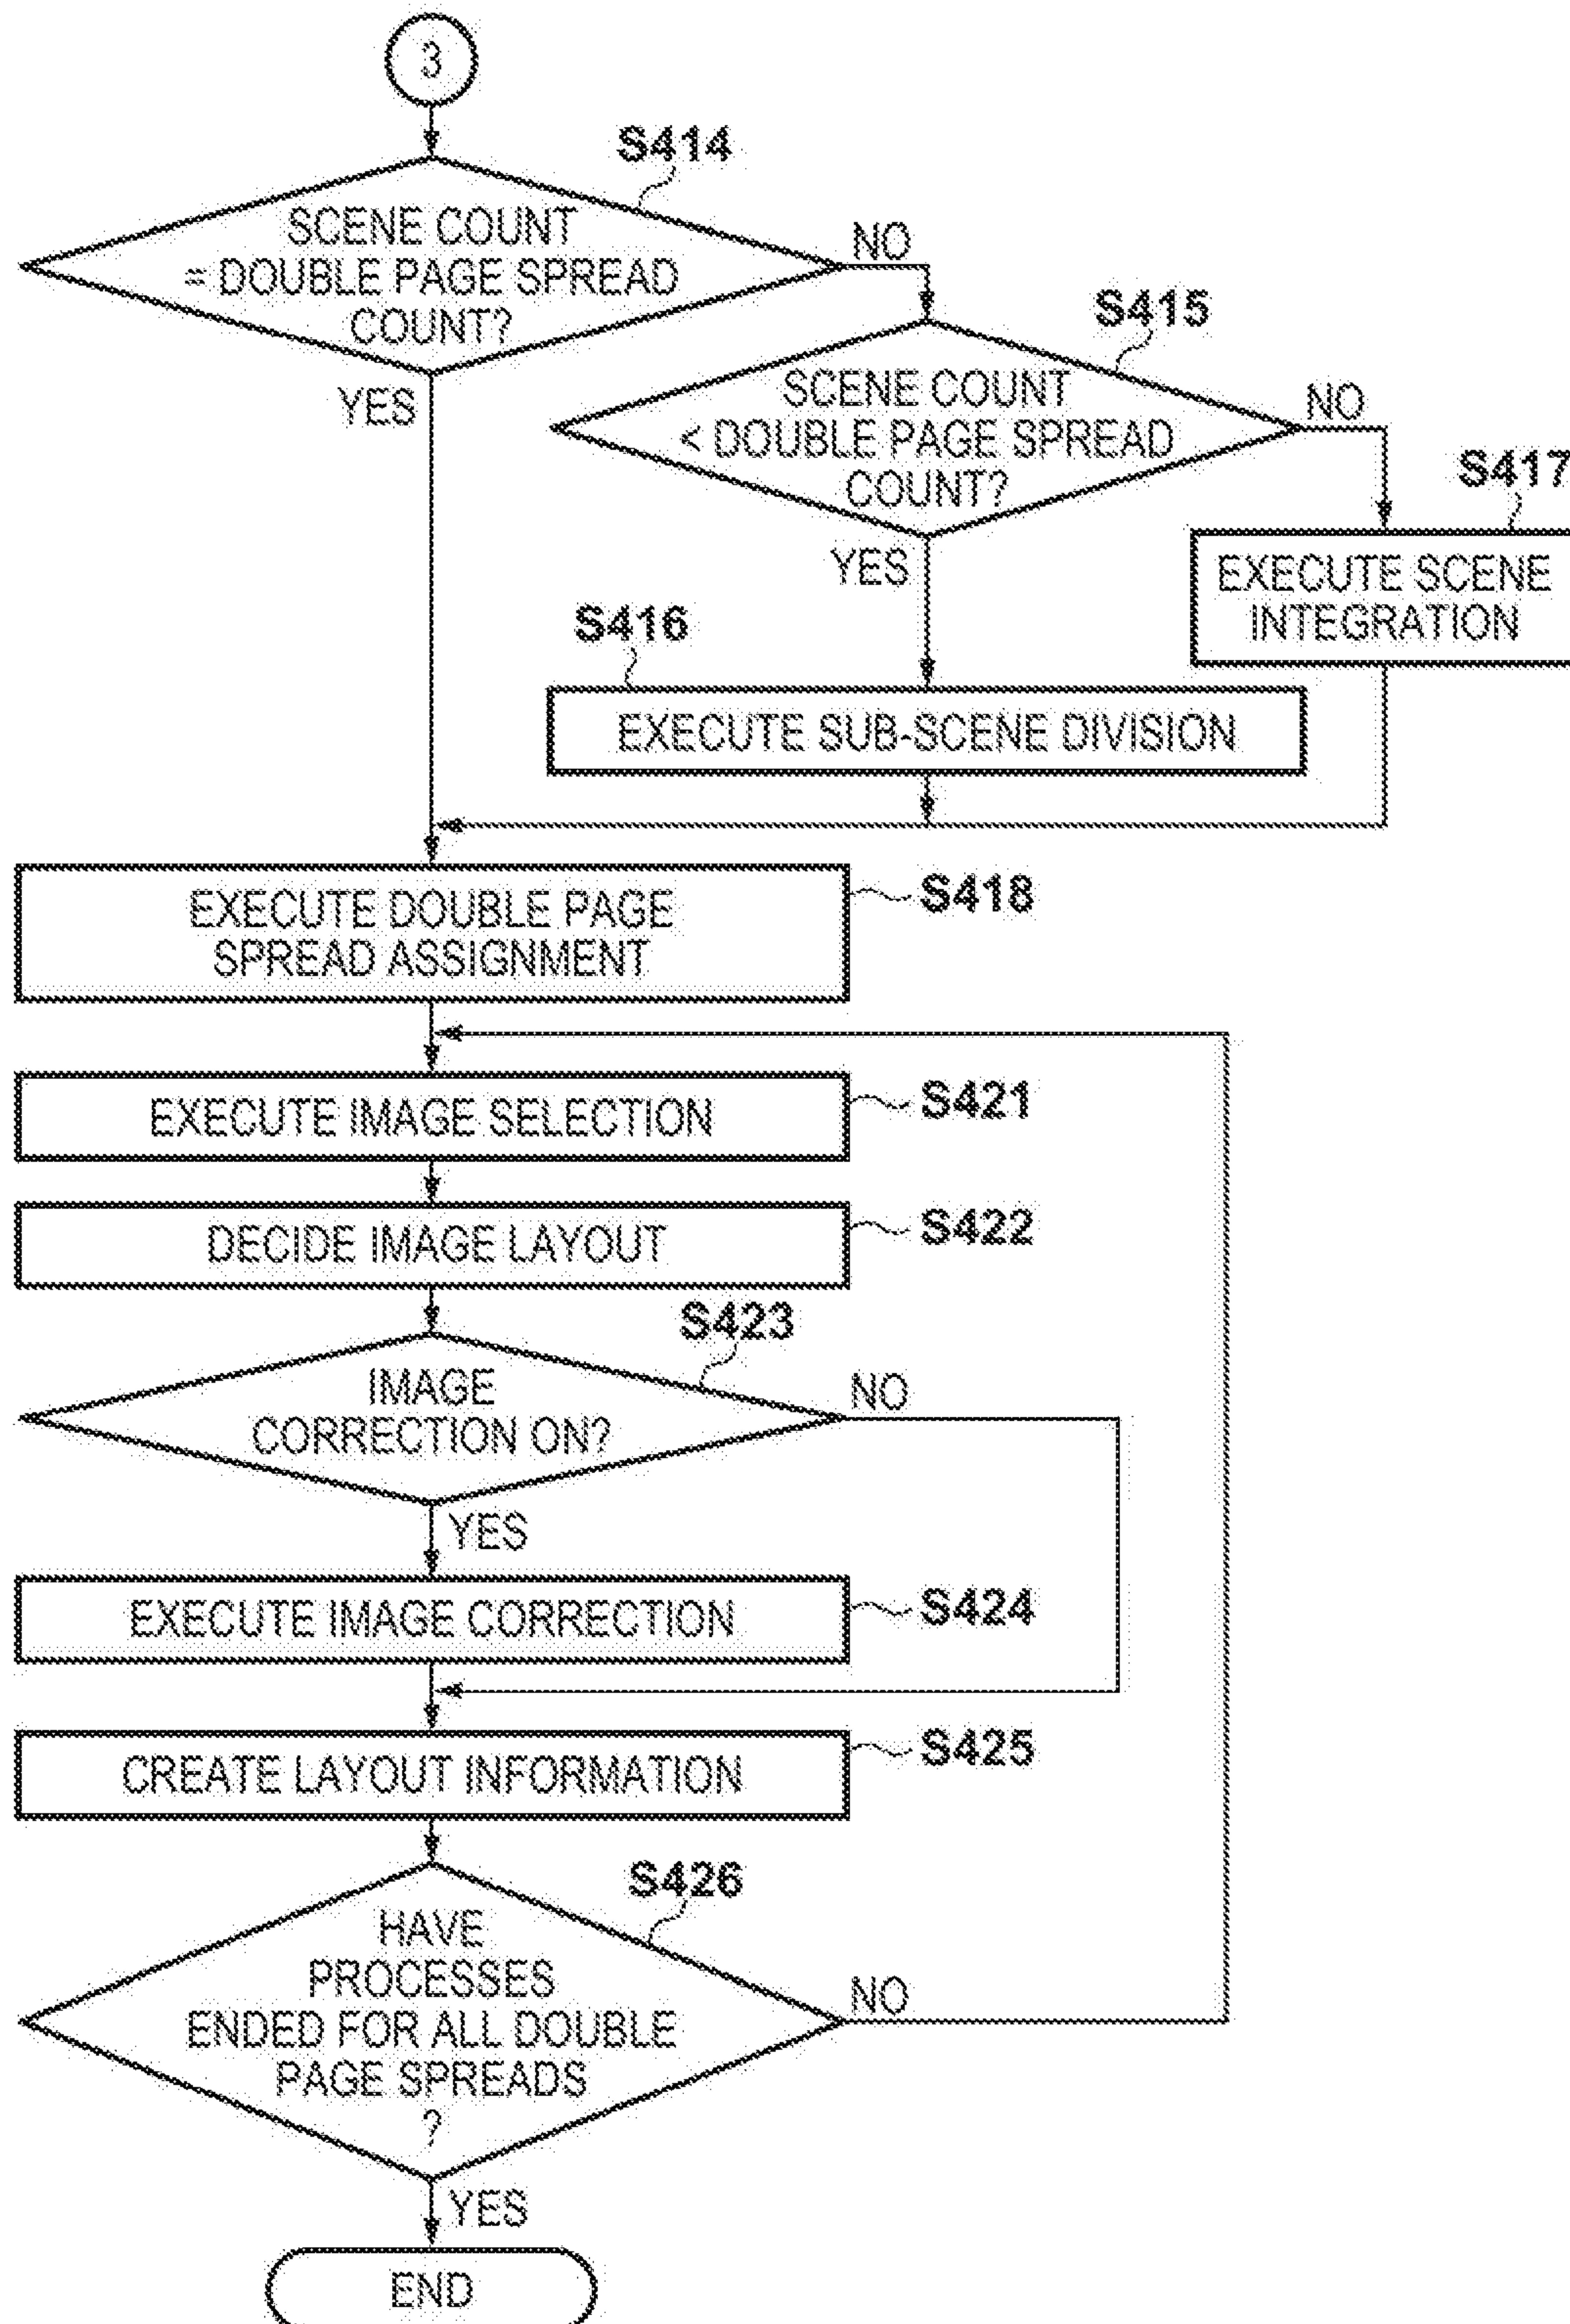 3
S414
SCENE COUNT
= DOUBLE PAGE SPREAD
COUNT?
NO
YES
S415
SCENE COUNT
< DOUBLE PAGE SPREAD
COUNT?
NO
YES
S417
EXECUTE SCENE
INTEGRATION
S416
EXECUTE SUB-SCENE DIVISION
EXECUTE DOUBLE PAGE
SPREAD ASSIGNMENT
S418
EXECUTE IMAGE SELECTION
S421
DECIDE IMAGE LAYOUT
S422
S423
IMAGE
CORRECTION ON?
NO
YES
EXECUTE IMAGE CORRECTION
S424
CREATE LAYOUT INFORMATION
S425
S426
HAVE
PROCESSES
ENDED FOR ALL DOUBLE
PAGE SPREADS
?
NO
YES
END